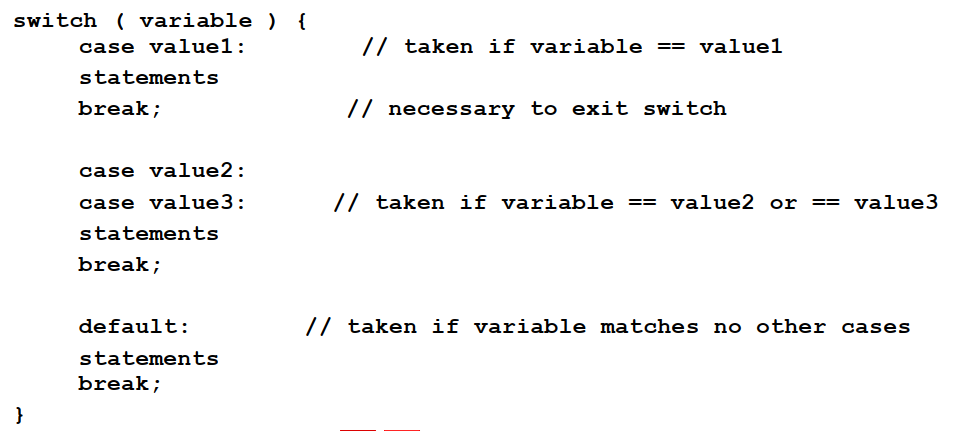 switch ( variable ) {
case value1: // taken if variable == value1
statements
break; // necessary to exit switch
case value2:
case value3: // taken if variable == value2 or == value3
statements
break;
default: // taken if variable matches no other cases
statements
break;
}